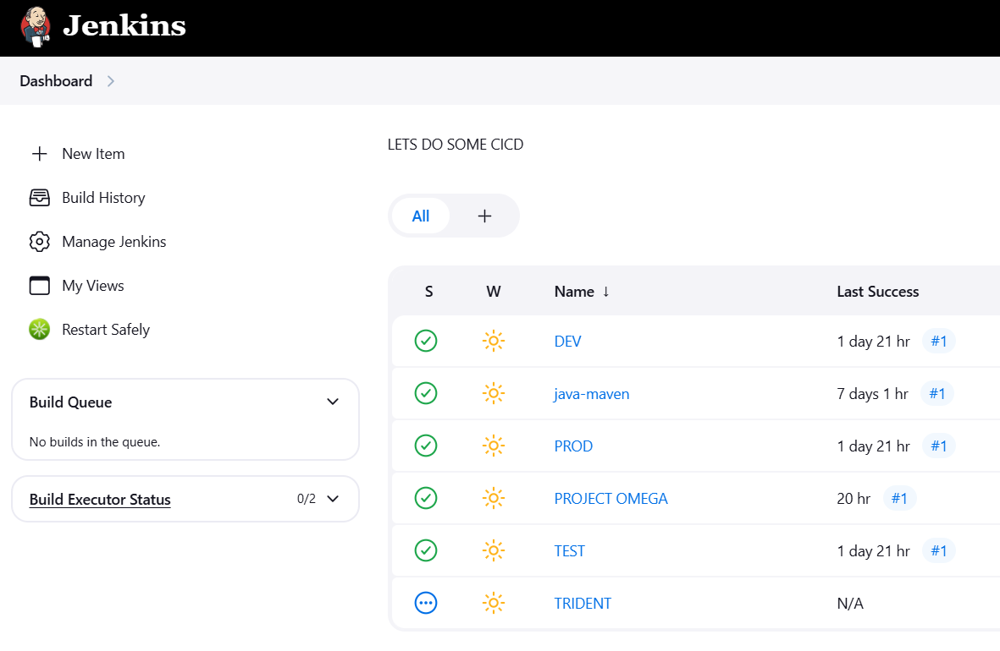 Jenkins
Dashboard
New Item
Build History
Manage Jenkins
My Views
Restart Safely
Build Queue
No builds in the queue.
Build Executor Status 0/2
LETS DO SOME CICD
All +
S W Name ↓ Last Success
DEV 1 day 21 hr #1
java-maven 7 days 1 hr #1
PROD 1 day 21 hr #1
PROJECT OMEGA 20 hr #1
TEST 1 day 21 hr #1
TRIDENT N/A